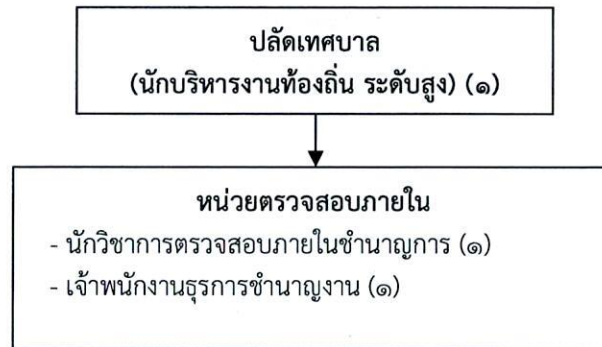 ปลัดเทศบาล
(นักบริหารงานท้องถิ่น ระดับสูง) (๑)
หน่วยตรวจสอบภายใน
- นักวิชาการตรวจสอบภายในชำนาญการ (๑)
- เจ้าพนักงานธุรการชำนาญงาน (๑)